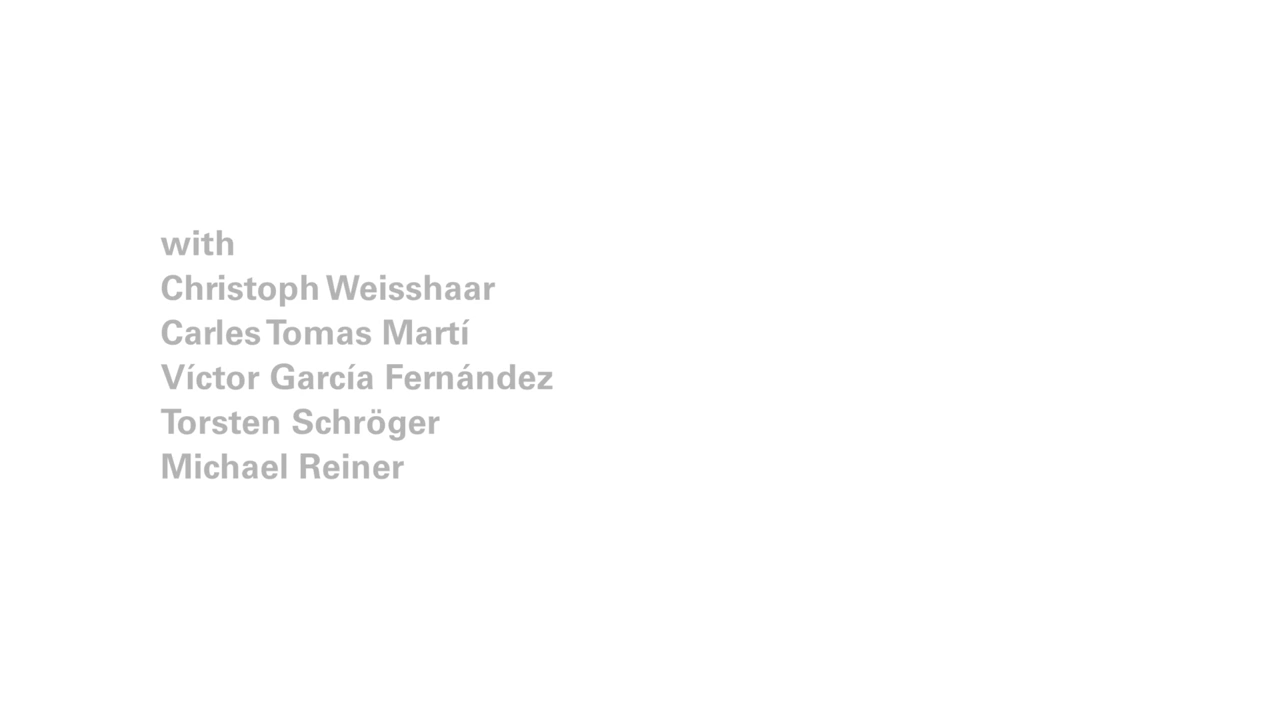 with
Christoph Weisshaar
Carles Tomas Martí
Víctor García Fernández
Torsten Schröger
Michael Reiner